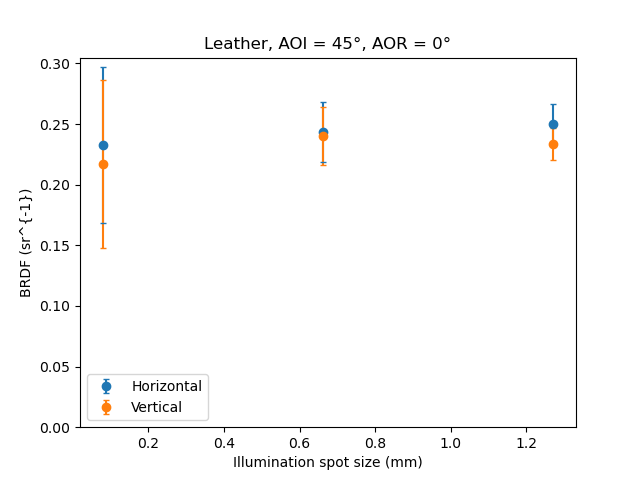 Leather, AOI = 45°, AOR = 0°
0.30
0.25
0.20
0.15
0.10
0.05
0.00
BRDF (sr^{-1})
Horizontal
Vertical
0.2 0.4 0.6 0.8 1.0 1.2
Illumination spot size (mm)